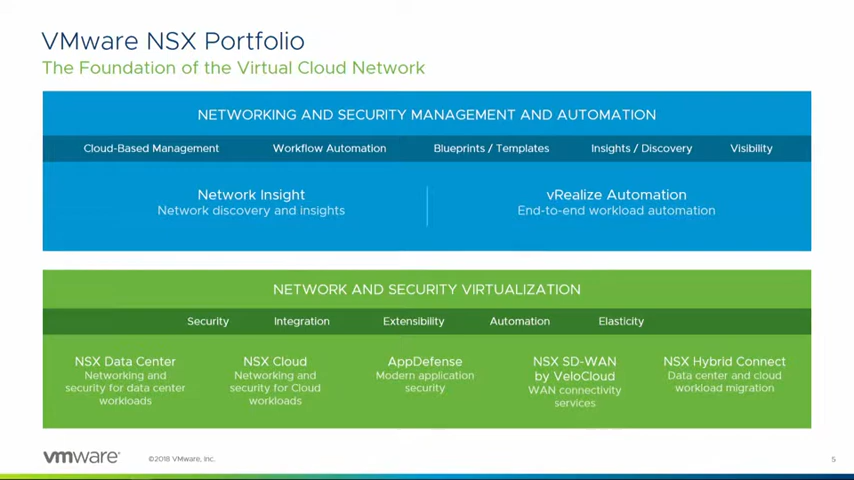 VMware NSX Portfolio
The Foundation of the Virtual Cloud Network
NETWORKING AND SECURITY MANAGEMENT AND AUTOMATION
Cloud-Based Management Workflow Automation Blueprints / Templates Insights / Discovery Visibility
Network Insight
Network discovery and insights
vRealize Automation
End-to-end workload automation
NETWORK AND SECURITY VIRTUALIZATION
Security Integration Extensibility Automation Elasticity
NSX Data Center
Networking and
security for data center
workloads
NSX Cloud
Networking and
security for Cloud
workloads
AppDefense
Modern application
security
NSX SD-WAN
by VeloCloud
WAN connectivity
services
NSX Hybrid Connect
Data center and cloud
workload migration
vmware®
©2018 VMware, Inc.
5